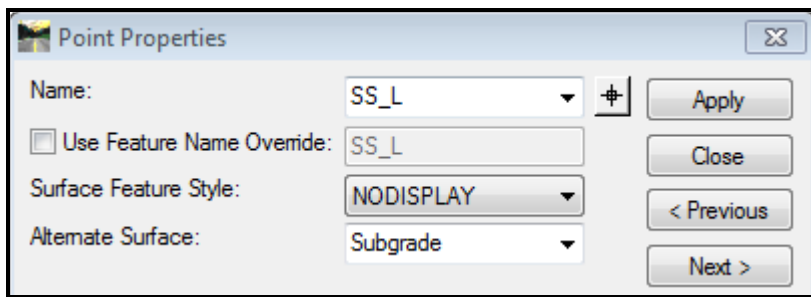 Point Properties
Name: SS_L Apply
Use Feature Name Override: SS_L Close
Surface Feature Style: NODISPLAY < Previous
Alternate Surface: Subgrade Next >